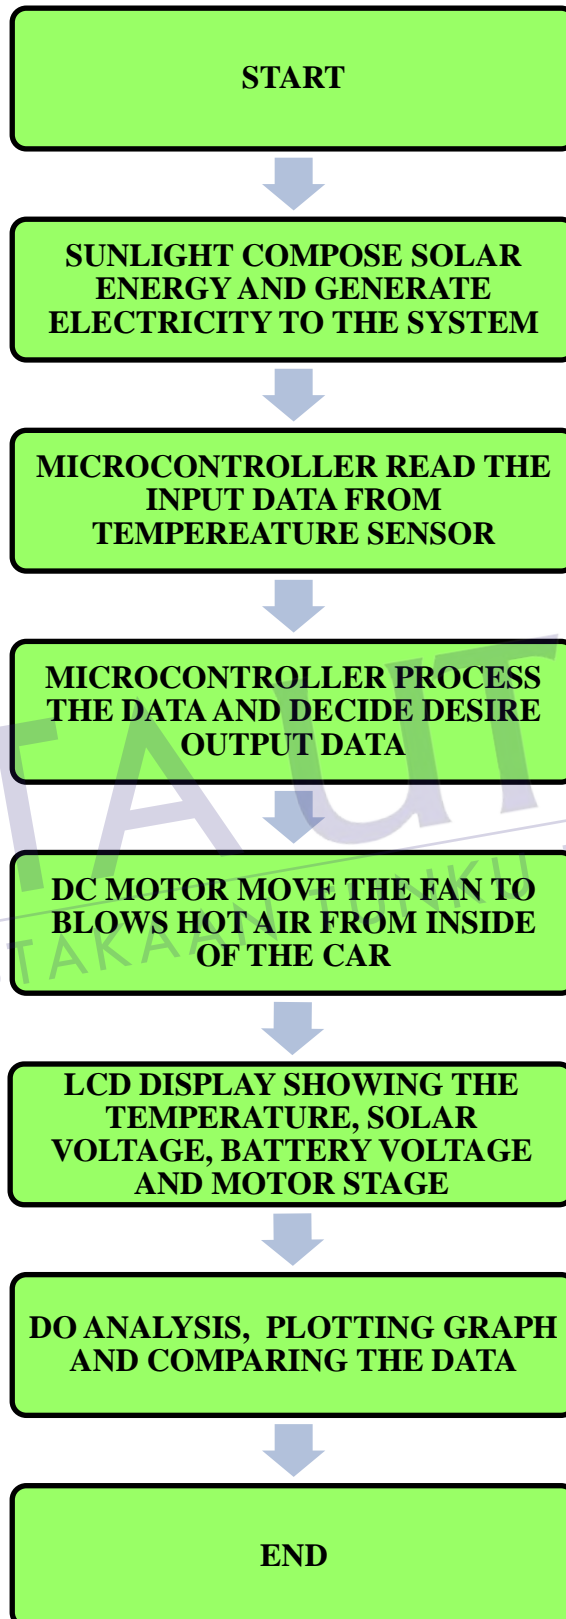 START
SUNLIGHT COMPOSE SOLAR
ENERGY AND GENERATE
ELECTRICITY TO THE SYSTEM
MICROCONTROLLER READ THE
INPUT DATA FROM
TEMPEREATURE SENSOR
MICROCONTROLLER PROCESS
THE DATA AND DECIDE DESIRE
OUTPUT DATA
DC MOTOR MOVE THE FAN TO
BLOWS HOT AIR FROM INSIDE
OF THE CAR
LCD DISPLAY SHOWING THE
TEMPERATURE, SOLAR
VOLTAGE, BATTERY VOLTAGE
AND MOTOR STAGE
DO ANALYSIS, PLOTTING GRAPH
AND COMPARING THE DATA
END